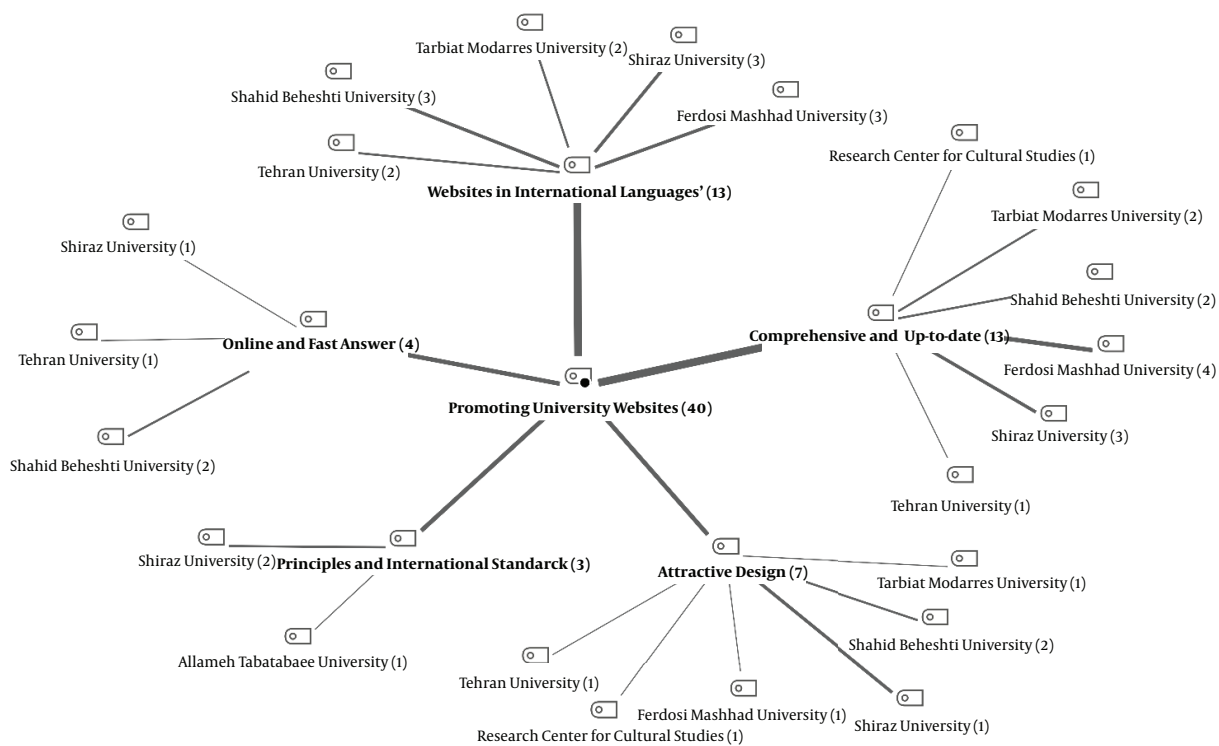 Tarbiat Modarres University (2)
Shiraz University (3)
Shahid Beheshti University (3)
Ferdosi Mashhad University (3)
Tehran University (2)
Websites in International Languages’ (13)
Research Center for Cultural Studies (1)
Tarbiat Modarres University (2)
Shahid Beheshti University (2)
Comprehensive and Up-to-date (13)
Ferdosi Mashhad University (4)
Shiraz University (3)
Tehran University (1)
Shiraz University (1)
Online and Fast Answer (4)
Tehran University (1)
Shahid Beheshti University (2)
Promoting University Websites (40)
Shiraz University (2)
Principles and International Standarck (3)
Allameh Tabatabaee University (1)
Attractive Design (7)
Tarbiat Modarres University (1)
Shahid Beheshti University (2)
Tehran University (1)
Research Center for Cultural Studies (1)
Ferdosi Mashhad University (1)
Shiraz University (1)